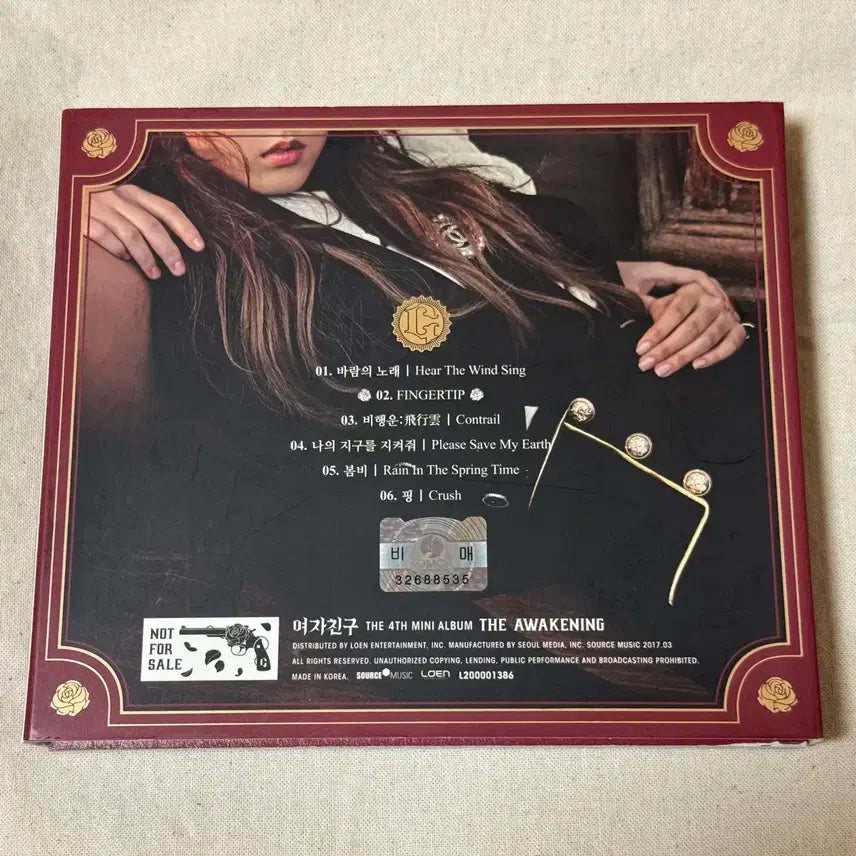 G
01. 바람의 노래 | Hear The Wind Sing
02. FINGERTIP
03. 비행운:飛行雲 | Contrail
04. 나의 지구를 지켜줘 | Please Save My Earth
05. 봄비 | Rain In The Spring Time
06. 핑 | Crush
비 매
32688535
NOT FOR SALE
여자친구 THE 4TH MINI ALBUM THE AWAKENING
DISTRIBUTED BY LOEN ENTERTAINMENT, INC. MANUFACTURED BY SEOUL MEDIA, INC. SOURCE MUSIC 2017.03
ALL RIGHTS RESERVED. UNAUTHORIZED COPYING, LENDING, PUBLIC PERFORMANCE AND BROADCASTING PROHIBITED.
MADE IN KOREA. SOURCE MUSIC LOEN L200001386